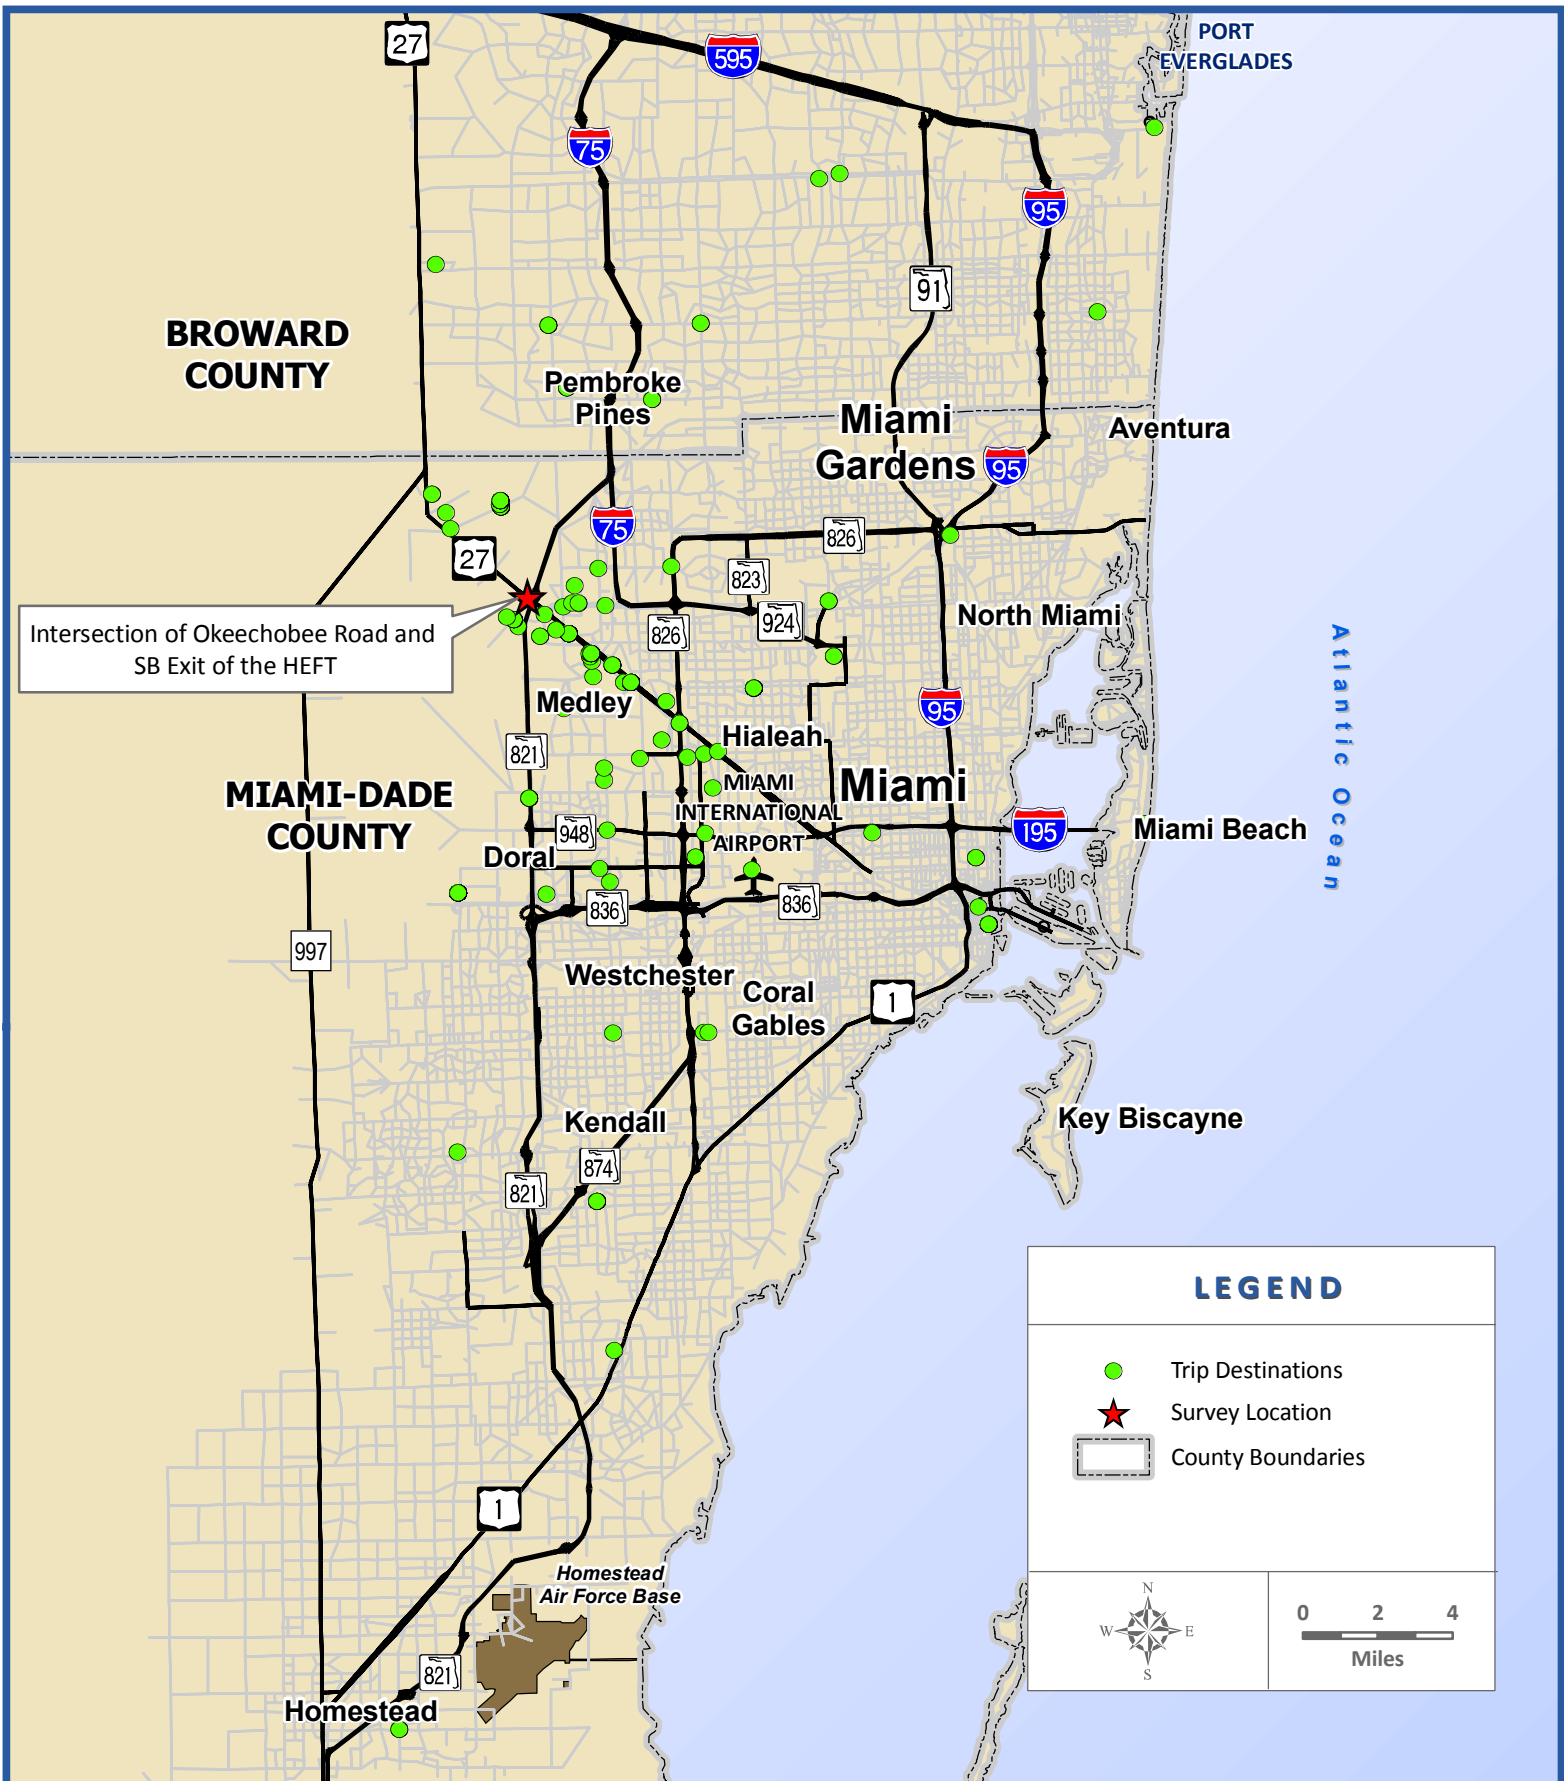 PORT
EVERGLADES
27
595
75
95
91
BROWARD
COUNTY
Pembroke
Pines
Miami
Gardens
Aventura
95
75
826
27
823
924
North Miami
826
Intersection of Okeechobee Road and
SB Exit of the HEFT
Atlantic Ocean
Medley
95
Hialeah
821
MIAMI
INTERNATIONAL
AIRPORT
Miami
MIAMI-DADE
COUNTY
948
195
Miami Beach
Doral
836
836
997
Westchester
Coral
Gables
1
Key Biscayne
Kendall
874
821
LEGEND
Trip Destinations
Survey Location
County Boundaries
1
Homestead
Air Force Base
N
W E
S
0 2 4
Miles
821
Homestead